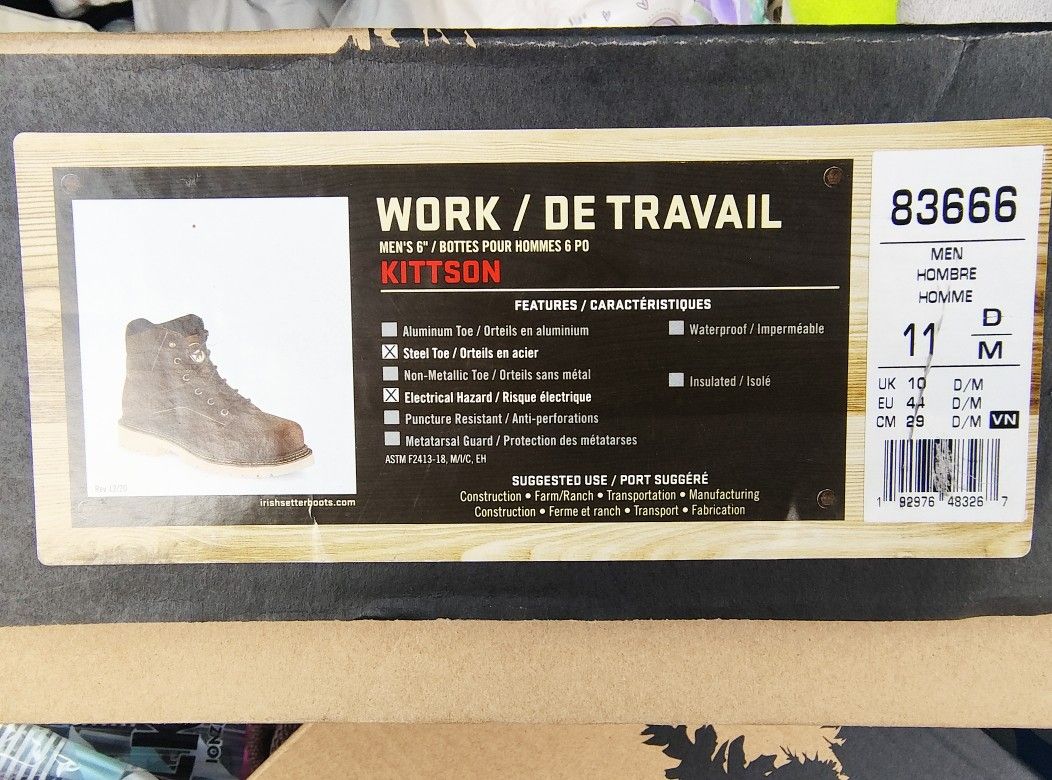 WORK / DE TRAVAIL
MEN'S 6" / BOTTES POUR HOMMES 6 PO
KITTSON
FEATURES / CARACTÉRISTIQUES
Aluminum Toe / Orteils en aluminium
Steel Toe / Orteils en acier
Non-Metallic Toe / Orteils sans métal
Electrical Hazard / Risque électrique
Puncture Resistant / Anti-perforations
Metatarsal Guard / Protection des métatarses
Waterproof / Imperméable
Insulated / Isolé
ASTM F2413-18, M/I/C, EH
SUGGESTED USE / PORT SUGGÉRÉ
Construction • Farm/Ranch • Transportation • Manufacturing
Construction • Ferme et ranch • Transport • Fabrication
Rev 12/20
irishsetterboots.com
83666
MEN
HOMBRE
HOMME
11 D/M
UK 10 D/M
EU 44 D/M
CM 29 D/M VN
1 92976 48326 7